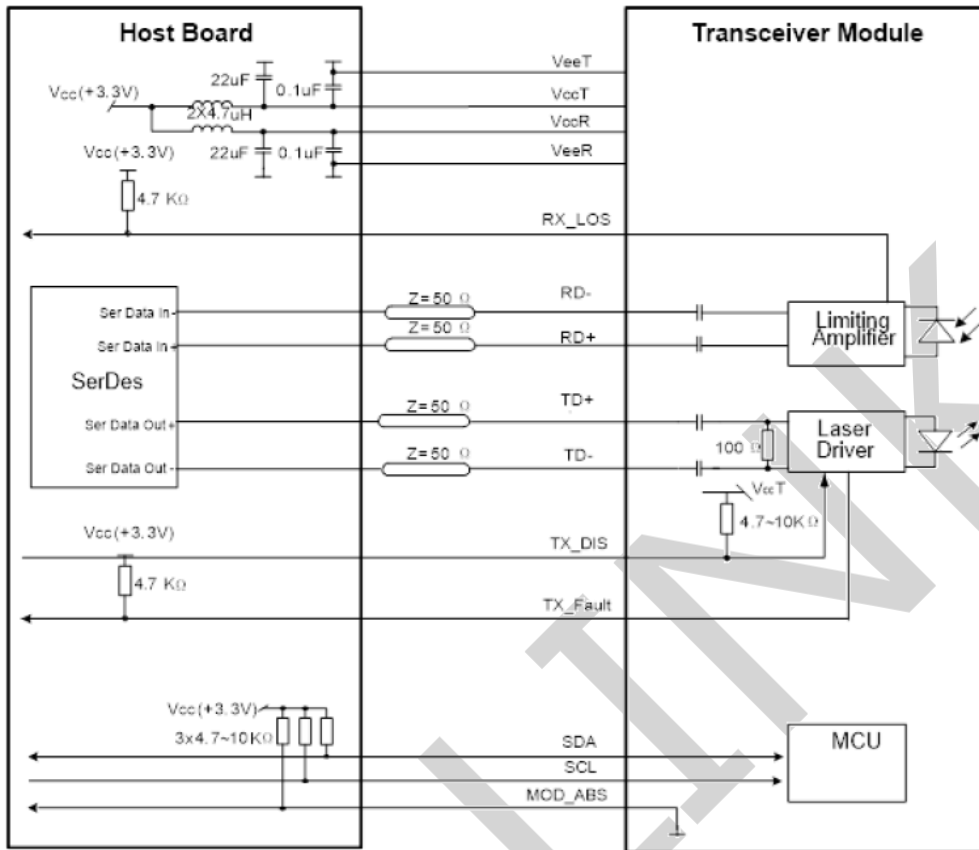 Host Board
Transceiver Module
VeeT
22uF
0.1uF
Vcc(+3.3V)
VccT
2X4.7uH
VccR
Vcc(+3.3V)
22uF
0.1uF
VeeR
4.7 KΩ
RX_LOS
Z=50 Ω
RD-
Ser Data In -
Z=50 Ω
Limiting
Amplifier
Ser Data In +
RD+
SerDes
Z=50 Ω
TD+
Ser Data Out +
Laser
Driver
100 Ω
Z=50 Ω
TD-
Ser Data Out -
VccT
4.7~10KΩ
Vcc(+3.3V)
TX_DIS
4.7 KΩ
TX_Fault
Vcc(+3.3V)
3x4.7~10KΩ
SDA
MCU
SCL
MOD_ABS
LINK